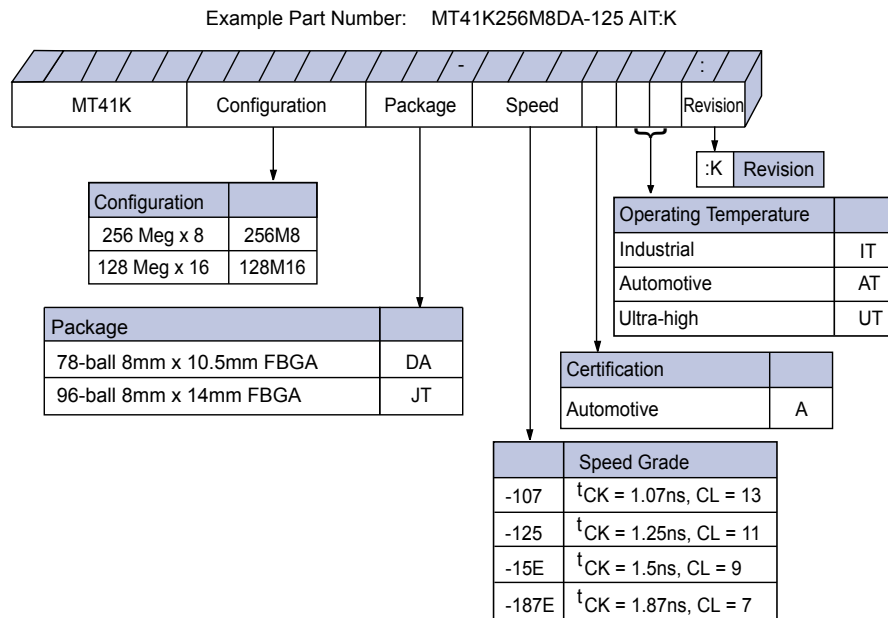 Example Part Number: MT41K256M8DA-125 AIT:K
- :
MT41K Configuration Package Speed Revision
:K Revision
Configuration
256 Meg x 8 256M8
128 Meg x 16 128M16
Operating Temperature
Industrial IT
Automotive AT
Ultra-high UT
Package
78-ball 8mm x 10.5mm FBGA DA
96-ball 8mm x 14mm FBGA JT
Certification
Automotive A
Speed Grade
-107 tCK = 1.07ns, CL = 13
-125 tCK = 1.25ns, CL = 11
-15E tCK = 1.5ns, CL = 9
-187E tCK = 1.87ns, CL = 7